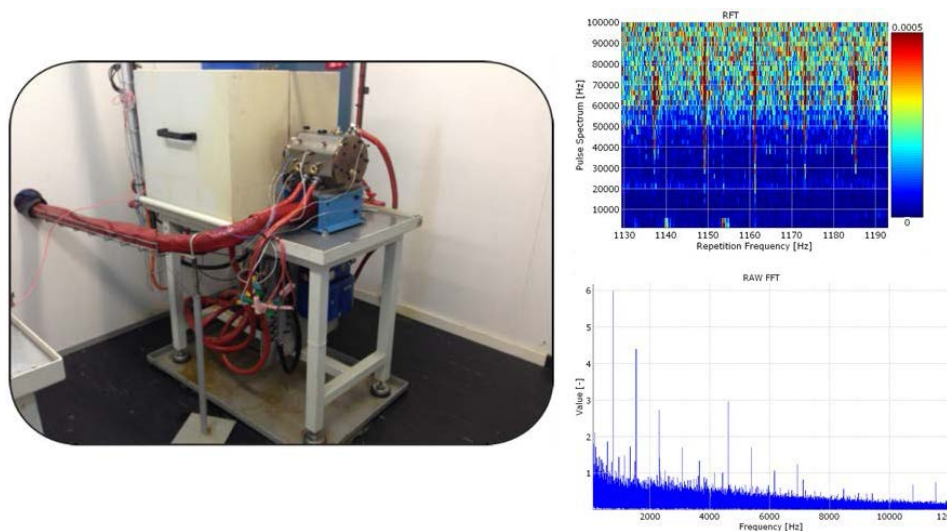 RFT
100000
90000
80000
70000
60000
50000
40000
30000
20000
10000
Pulse Spectrum [Hz]
1130 1140 1150 1160 1170 1180 1190
Repetition Frequency [Hz]
0.0005
0
RAW FFT
6
5
4
3
2
1
Value [-]
2000 4000 6000 8000 10000
Frequency [Hz]